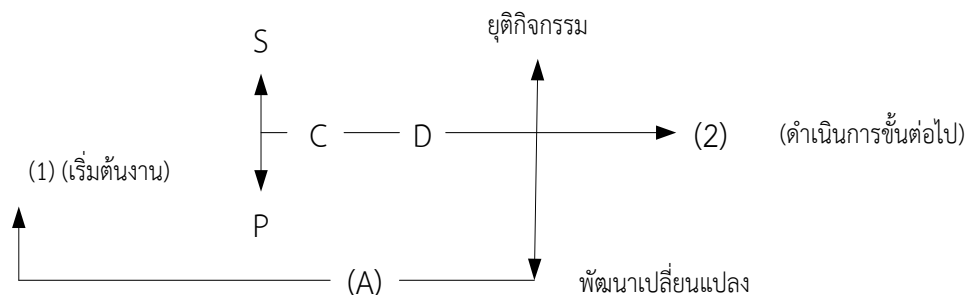 ยุติกิจกรรม
S
C D (2) (ดำเนินการขั้นต่อไป)
(1) (เริ่มต้นงาน)
P
(A) พัฒนาเปลี่ยนแปลง